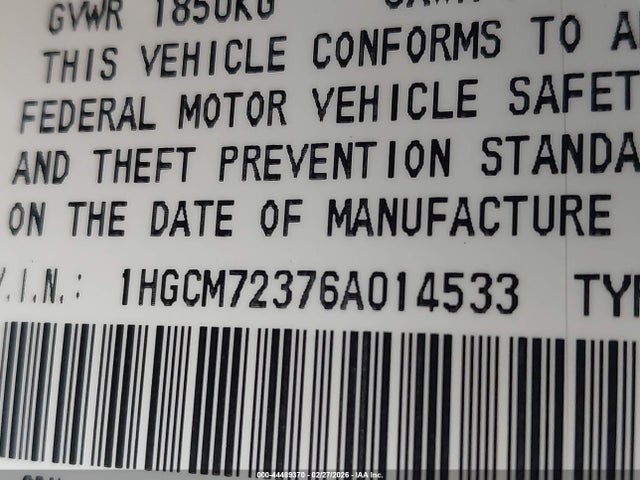 GVWR 1850KG
THIS VEHICLE CONFORMS TO A
FEDERAL MOTOR VEHICLE SAFET
AND THEFT PREVENTION STANDA
ON THE DATE OF MANUFACTURE
V.I.N.: 1HGCM72376A014533 TYP
000-44489370 - 02/27/2026 - IAA Inc.